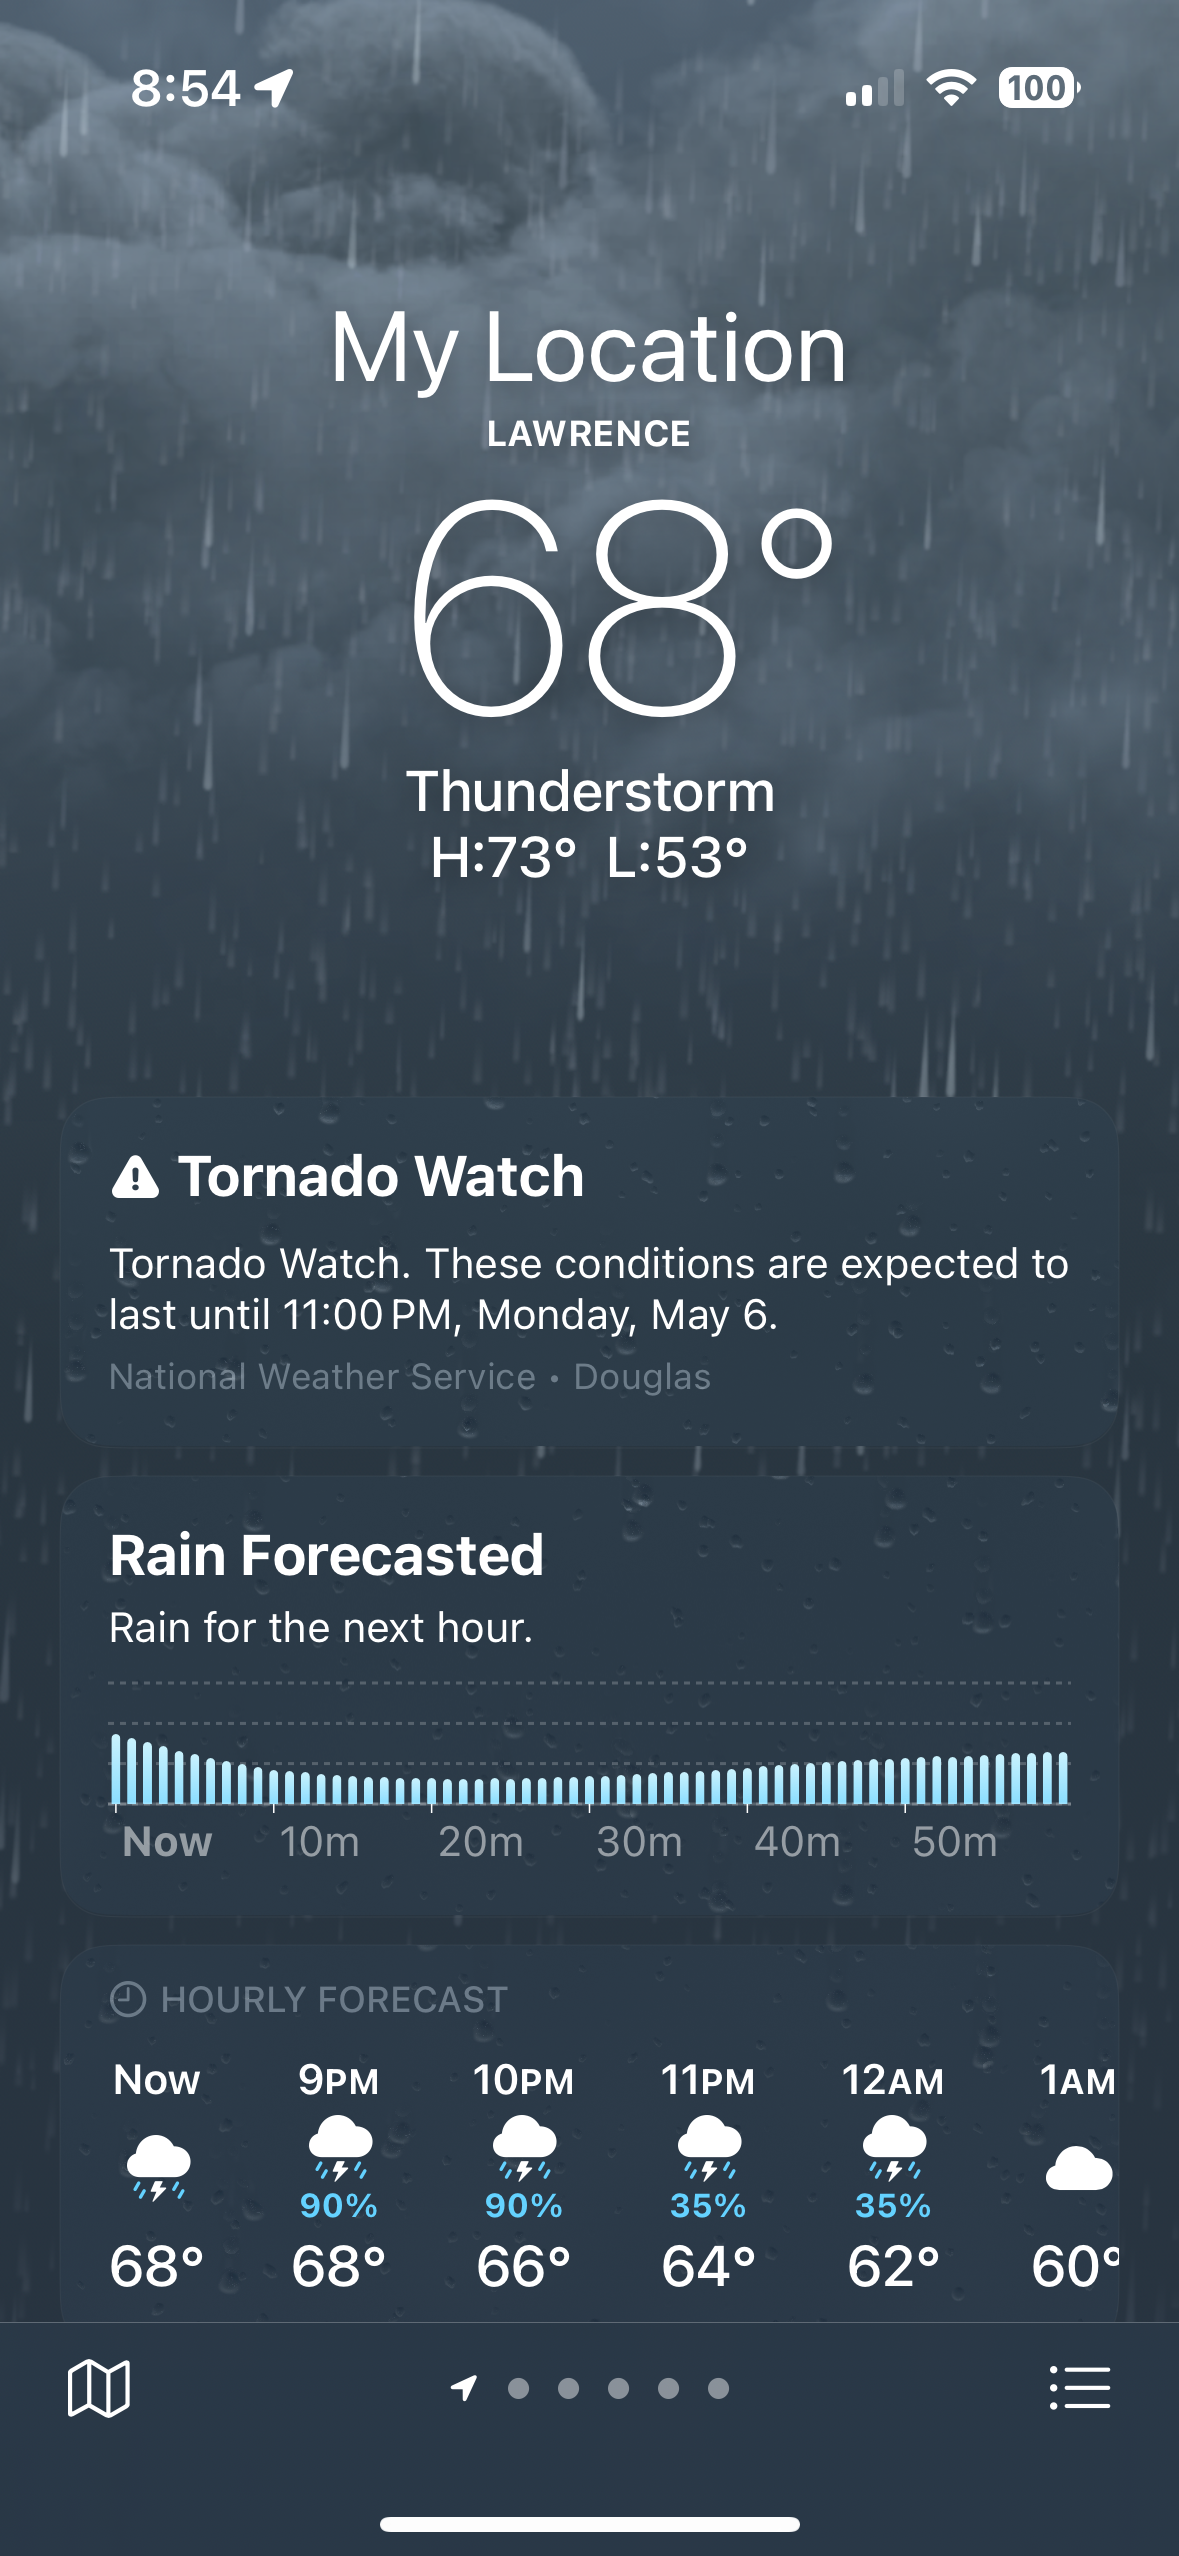 8:54 100
My Location
LAWRENCE
68°
Thunderstorm
H:73° L:53°
Tornado Watch
Tornado Watch. These conditions are expected to
last until 11:00 PM, Monday, May 6.
National Weather Service • Douglas
Rain Forecasted
Rain for the next hour.
Now 10m 20m 30m 40m 50m
HOURLY FORECAST
Now 9PM 10PM 11PM 12AM 1AM
90% 90% 35% 35%
68° 68° 66° 64° 62° 60°